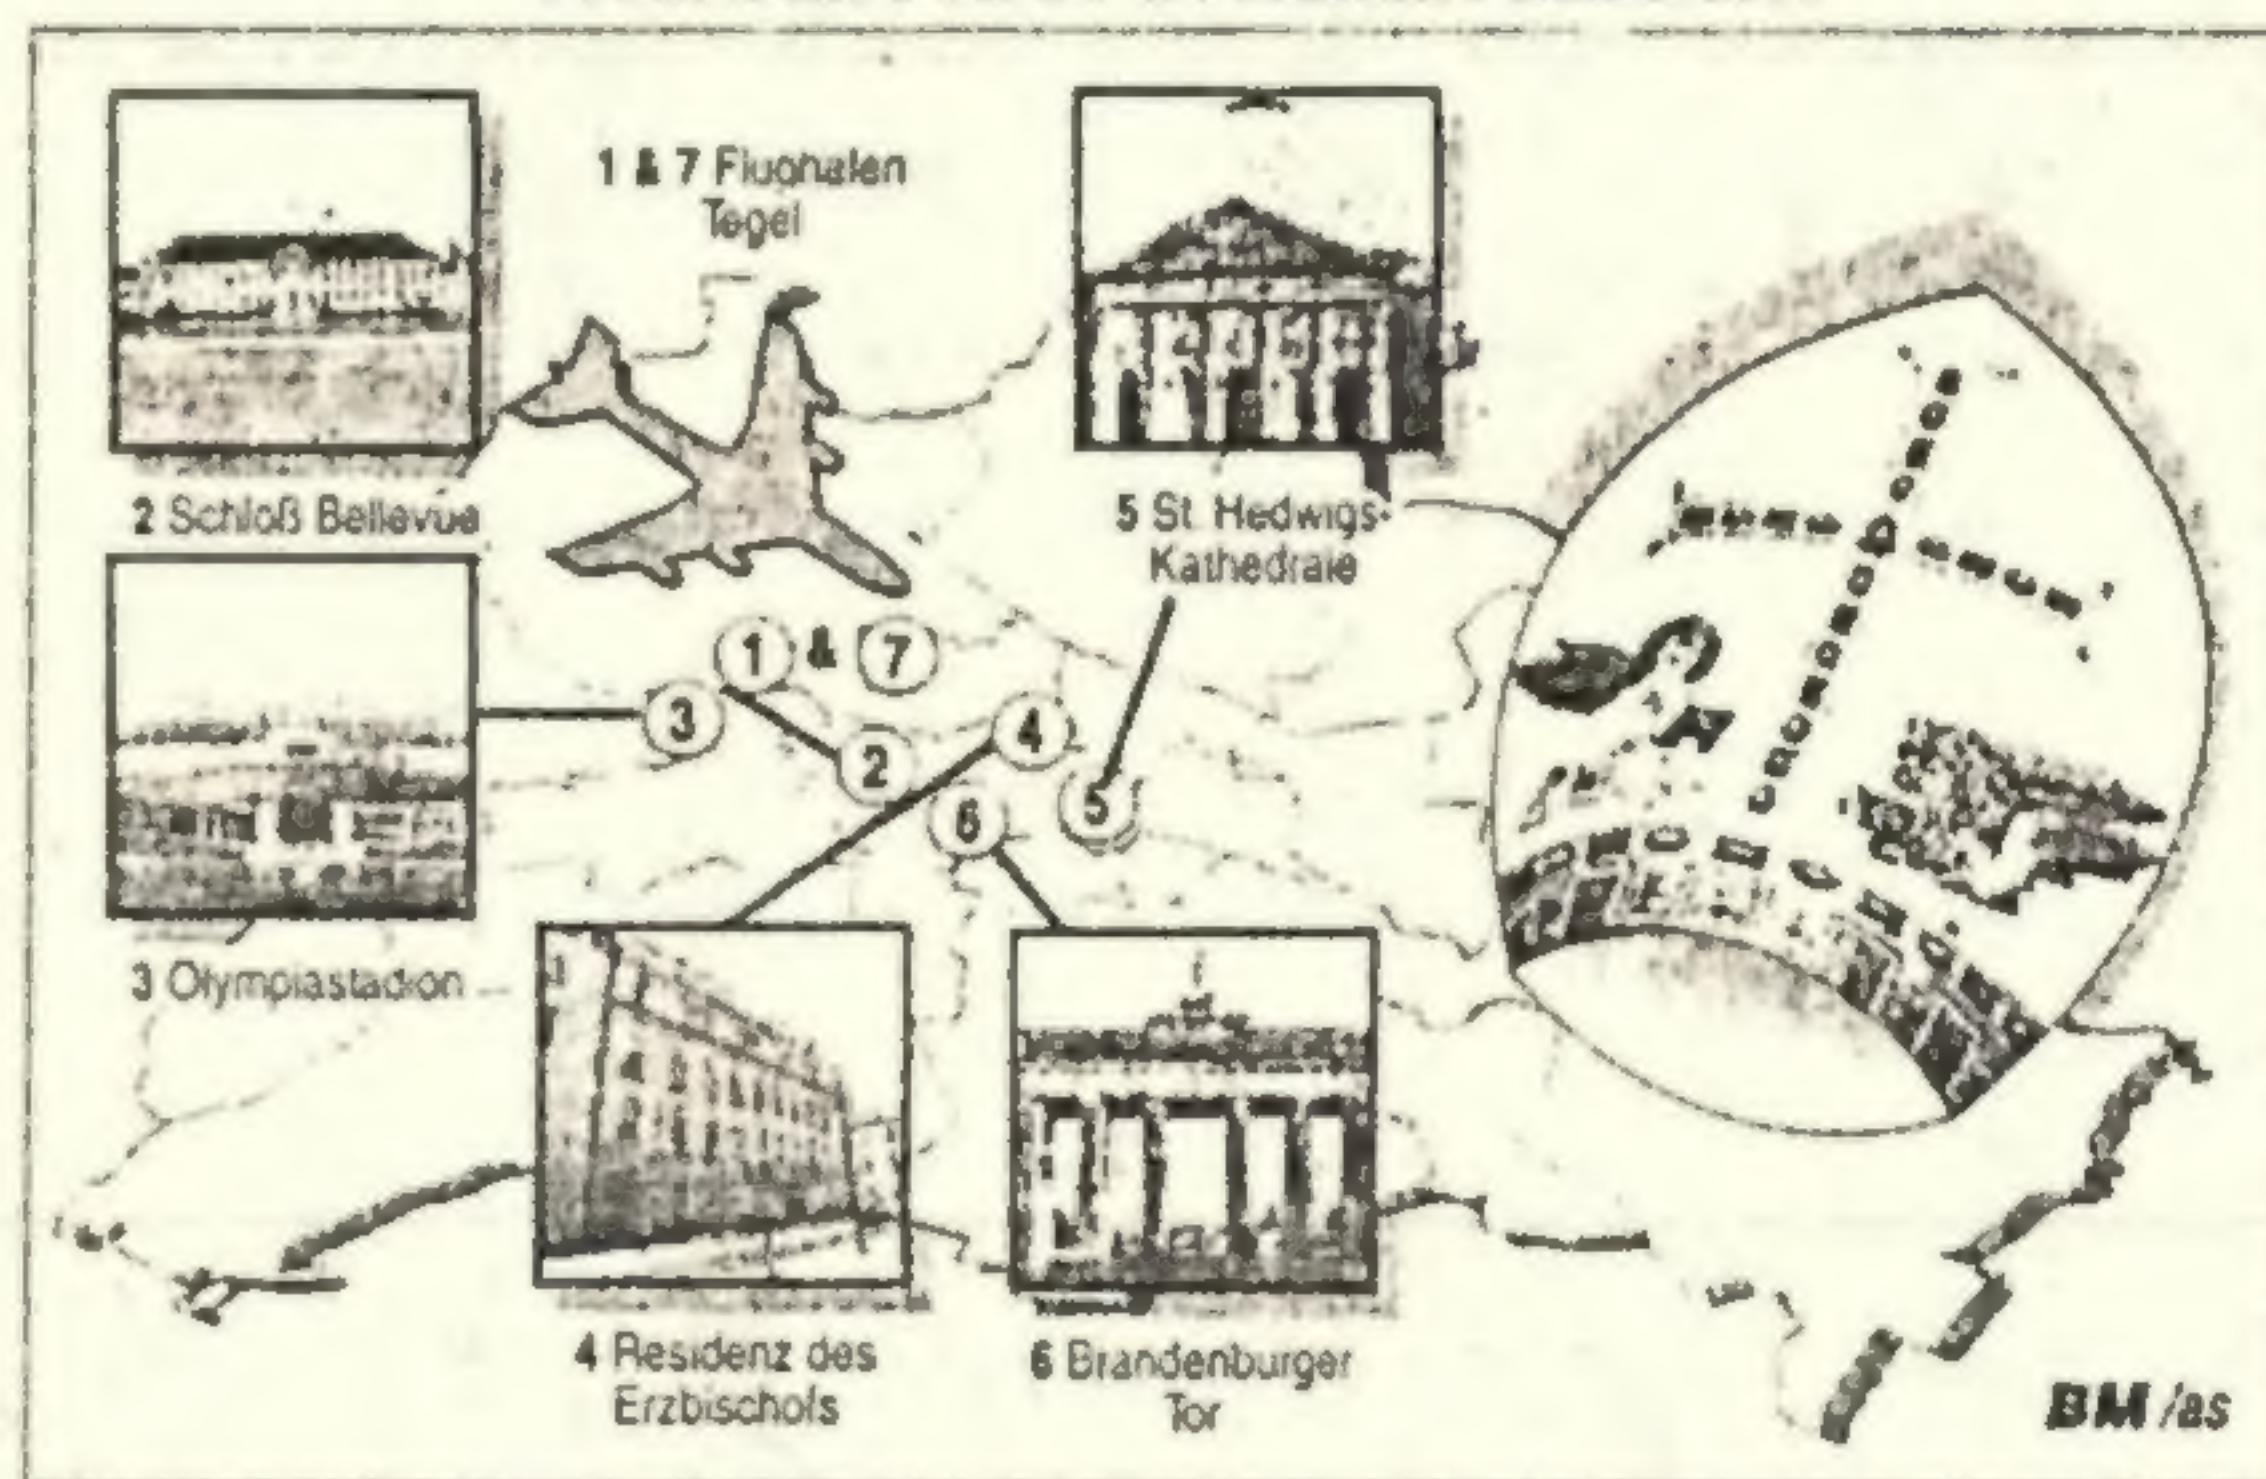 1 & 7 Flughafen
Tegel
2 Schloß Bellevue
5 St. Hedwigs-
Kathedrale
1 & 7
3
4
2
6
5
3 Olympiastadion
4 Residenz des
Erzbischofs
6 Brandenburger
Tor
BM/as